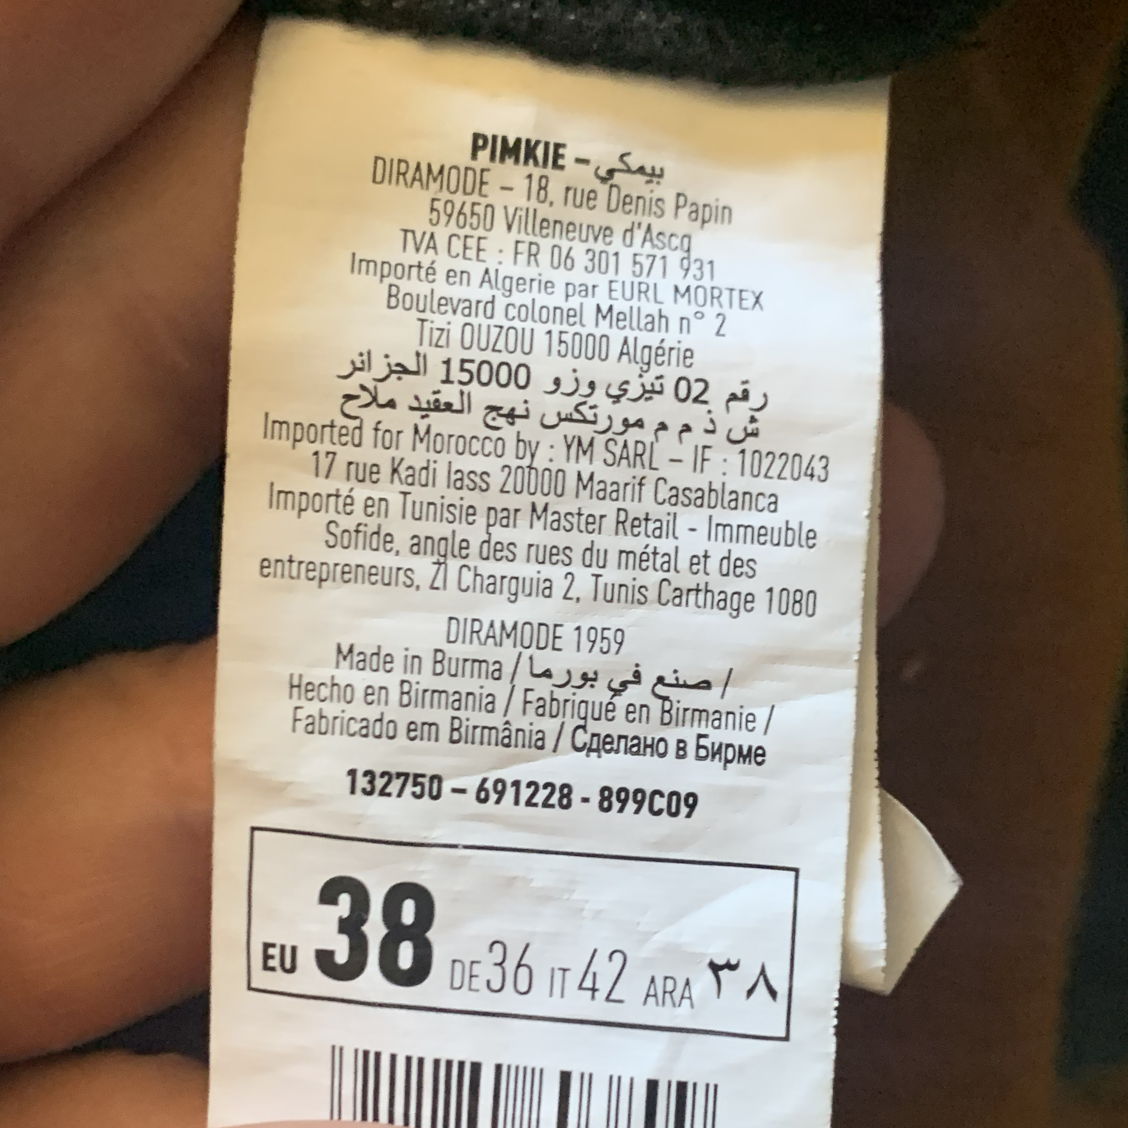 PIMKIE – بيمكي
DIRAMODE – 18, rue Denis Papin
59650 Villeneuve d'Ascq
TVA CEE : FR 06 301 571 931
Importé en Algerie par EURL MORTEX
Boulevard colonel Mellah n° 2
Tizi OUZOU 15000 Algérie
رقم 02 تيزي وزو 15000 الجزائر
ش ذ م م مورتكس نهج العقيد ملاح
Imported for Morocco by : YM SARL – IF : 1022043
17 rue Kadi Iass 20000 Maarif Casablanca
Importé en Tunisie par Master Retail - Immeuble
Sofide, angle des rues du métal et des
entrepreneurs, ZI Charguia 2, Tunis Carthage 1080
DIRAMODE 1959
Made in Burma / صنع في بورما /
Hecho en Birmania / Fabriqué en Birmanie /
Fabricado em Birmânia / Сделано в Бирме
132750 – 691228 - 899C09
EU 38 DE 36 IT 42 ARA ٣٨